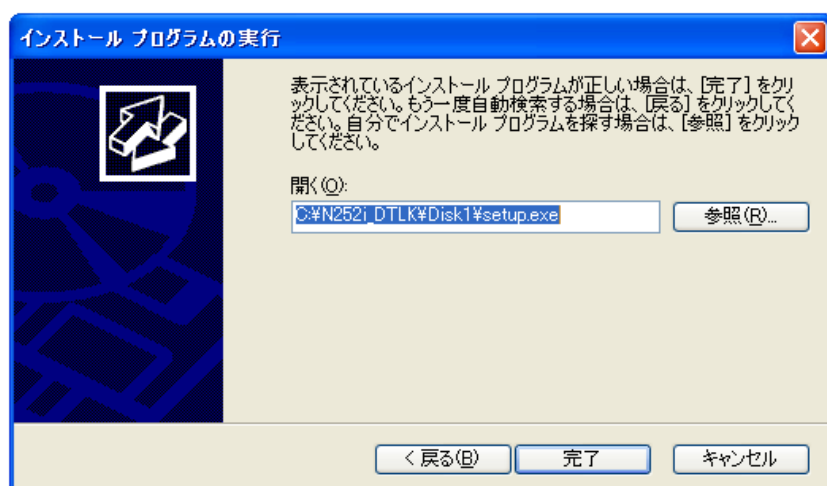 インストール プログラムの実行
表示されているインストール プログラムが正しい場合は、[完了] をクリ
ックしてください。もう一度自動検索する場合は、[戻る] をクリックしてく
ださい。自分でインストール プログラムを探す場合は、[参照] をクリック
してください。
開く(O):
C:¥N252i_DTLK¥Disk1¥setup.exe
参照(R)...
< 戻る(B)
完了
キャンセル